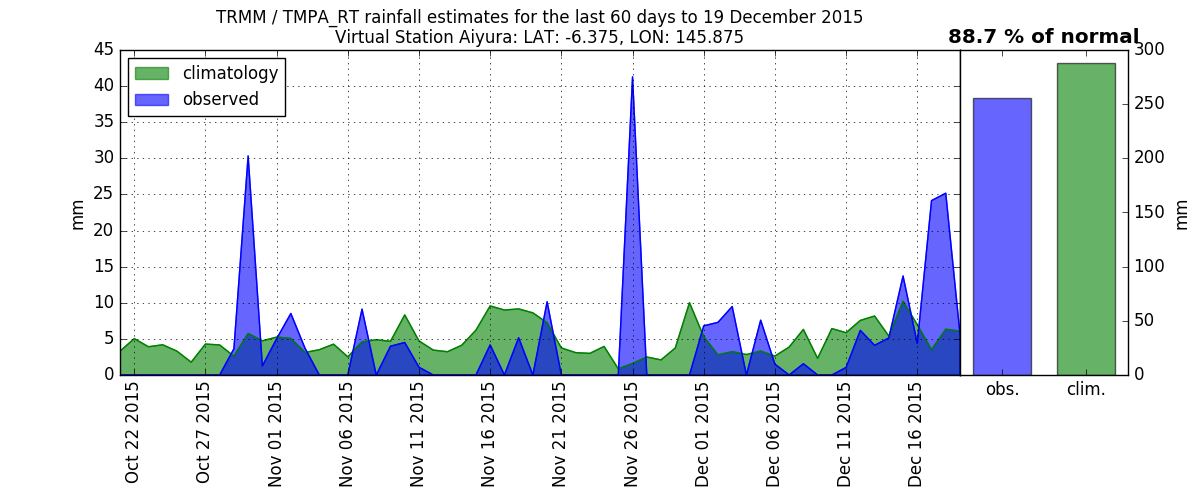 TRMM / TMPA_RT rainfall estimates for the last 60 days to 19 December 2015
Virtual Station Aiyura: LAT: -6.375, LON: 145.875
88.7 % of normal
climatology
observed
45
40
35
30
25
20
15
10
5
0
mm
Oct 22 2015
Oct 27 2015
Nov 01 2015
Nov 06 2015
Nov 11 2015
Nov 16 2015
Nov 21 2015
Nov 26 2015
Dec 01 2015
Dec 06 2015
Dec 11 2015
Dec 16 2015
300
250
200
150
100
50
0
mm
obs.
clim.